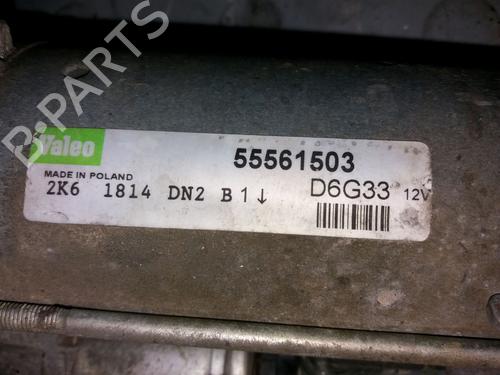 B-PARTS
Valeo
55561503
MADE IN POLAND
D6G33 12V
2K6 1814 DN2 B1↓